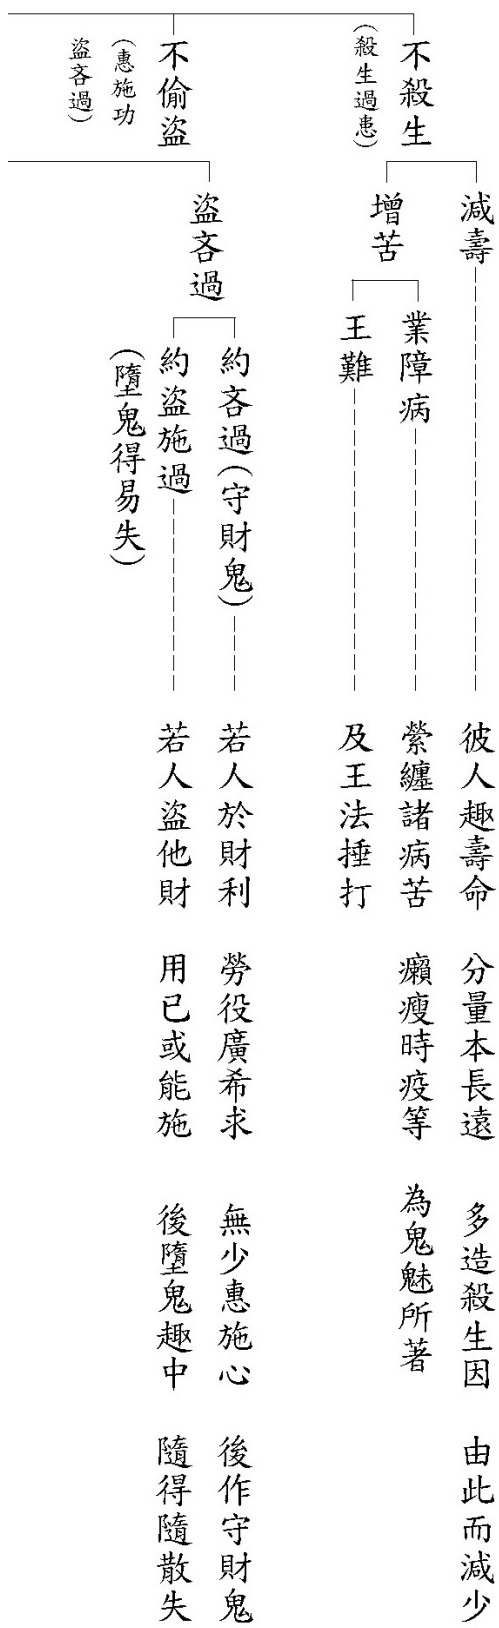 不殺生
(殺生過患)
減壽
彼人趣壽命 分量本長遠 多造殺生因 由此而減少
增苦
業障病
縈纏諸病苦 癩瘦時疫等 為鬼魅所著
王難
及王法捶打
不偷盜
(惠施功
盜吝過)
盜吝過
約吝過(守財鬼)
若人於財利 勞役廣希求 無少惠施心 後作守財鬼
約盜施過
(墮鬼得易失)
若人盜他財 用已或能施 後墮鬼趣中 隨得隨散失